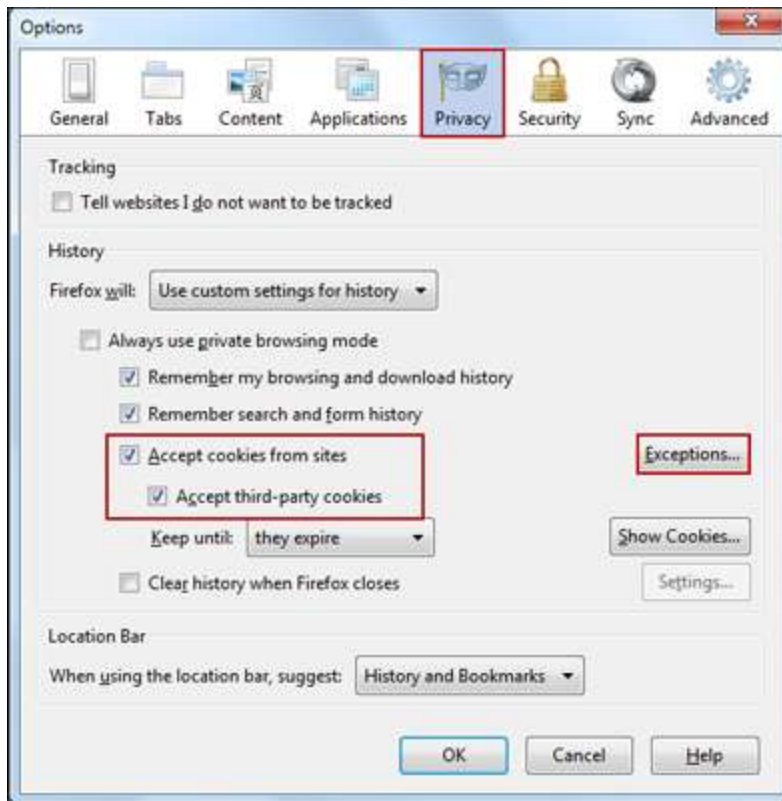 Options
General Tabs Content Applications Privacy Security Sync Advanced
Tracking
Tell websites I do not want to be tracked
History
Firefox will: Use custom settings for history
Always use private browsing mode
Remember my browsing and download history
Remember search and form history
Accept cookies from sites Exceptions...
Accept third-party cookies
Keep until: they expire Show Cookies...
Clear history when Firefox closes Settings...
Location Bar
When using the location bar, suggest: History and Bookmarks
OK Cancel Help